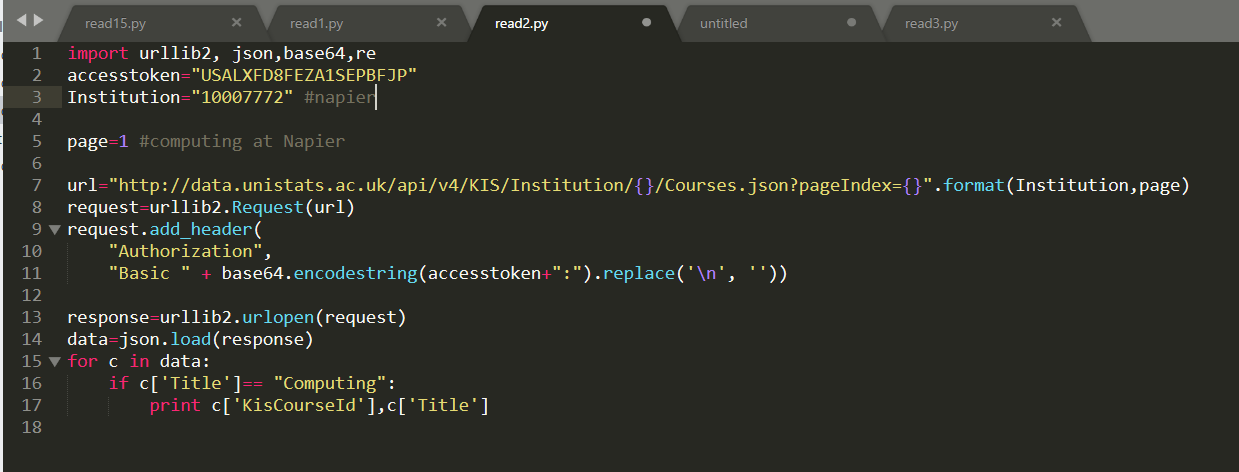 read15.py × read1.py × read2.py untitled read3.py ×
1 import urllib2, json,base64,re
2 accesstoken="USALXFD8FEZA1SEPBFJP"
3 Institution="10007772" #napier
4
5 page=1 #computing at Napier
6
7 url="http://data.unistats.ac.uk/api/v4/KIS/Institution/{}/Courses.json?pageIndex={}".format(Institution,page)
8 request=urllib2.Request(url)
9 request.add_header(
10     "Authorization",
11     "Basic " + base64.encodestring(accesstoken+":").replace('\n', ''))
12
13 response=urllib2.urlopen(request)
14 data=json.load(response)
15 for c in data:
16     if c['Title']== "Computing":
17         print c['KisCourseId'],c['Title']
18